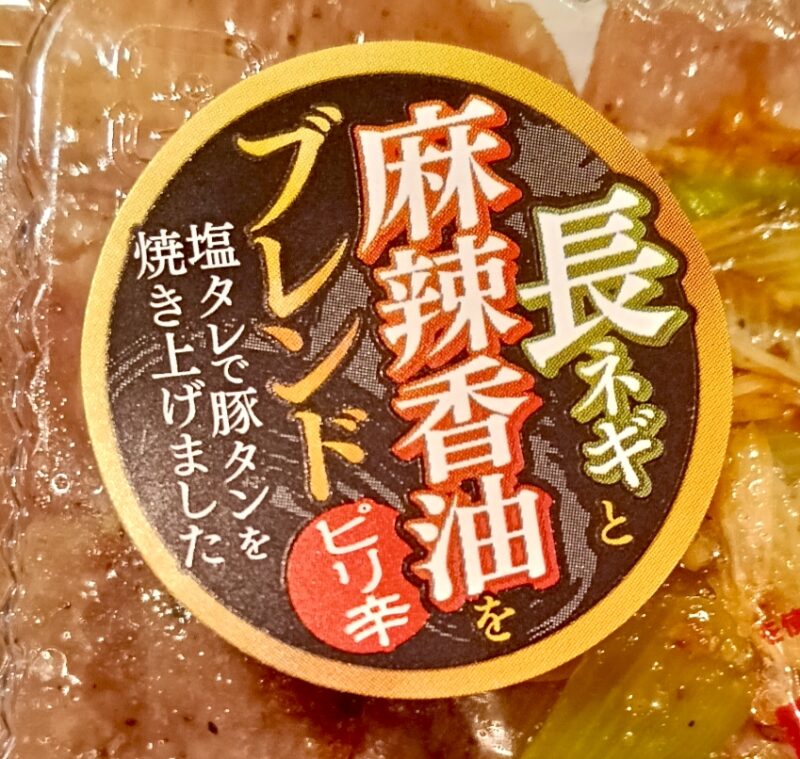 長ネギと
麻辣香油を
ブレンド
ピリ辛
塩タレで豚タンを
焼き上げました